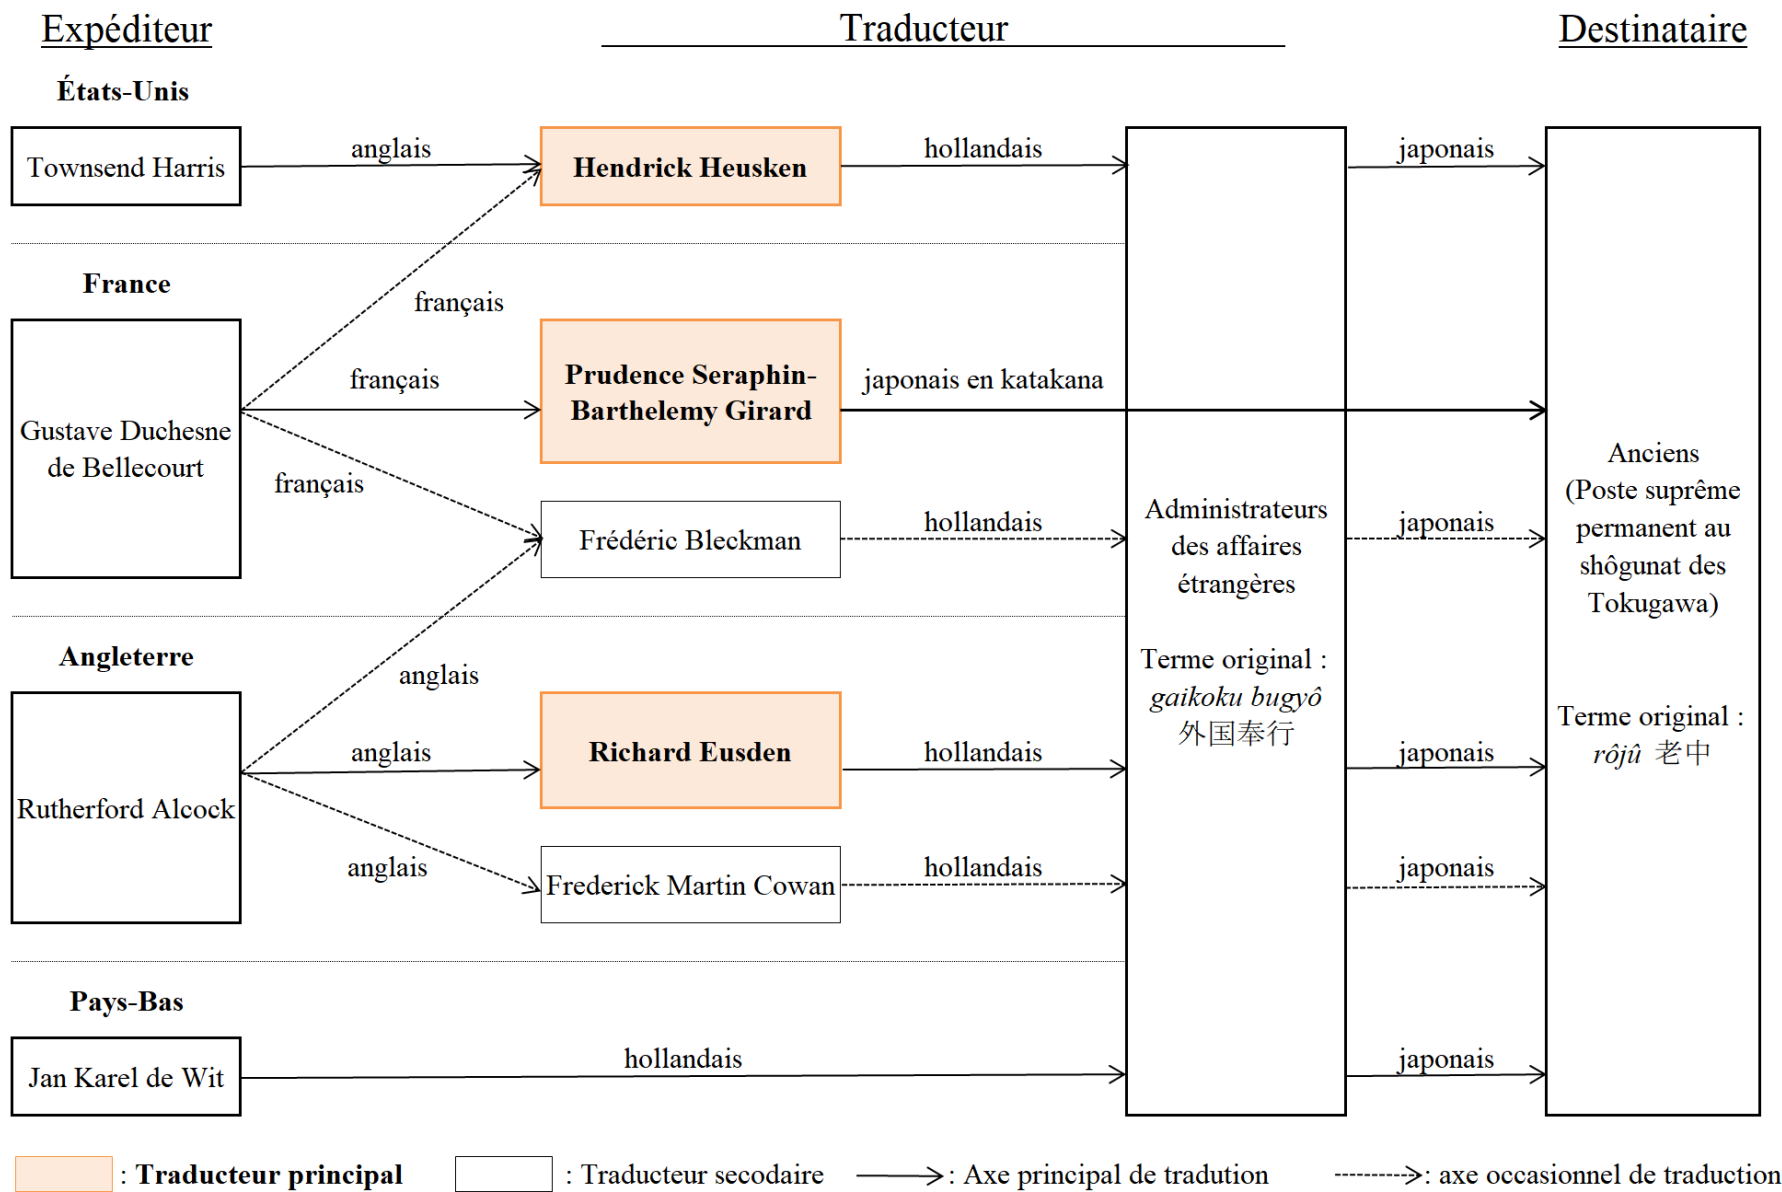 Expéditeur
Traducteur
Destinataire
États-Unis
Townsend Harris
anglais
Hendrick Heusken
hollandais
japonais
France
français
Gustave Duchesne
de Bellecourt
français
Prudence Seraphin-
Barthelemy Girard
japonais en katakana
français
Frédéric Bleckman
hollandais
japonais
Administrateurs
des affaires
étrangères
Terme original :
gaikoku bugyô
外国奉行
Anciens
(Poste suprême
permanent au
shôgunat des
Tokugawa)
Terme original :
rôjû 老中
Angleterre
anglais
Rutherford Alcock
anglais
Richard Eusden
hollandais
japonais
anglais
Frederick Martin Cowan
hollandais
japonais
Pays-Bas
Jan Karel de Wit
hollandais
japonais
: Traducteur principal
: Traducteur secodaire
: Axe principal de tradution
: axe occasionnel de traduction